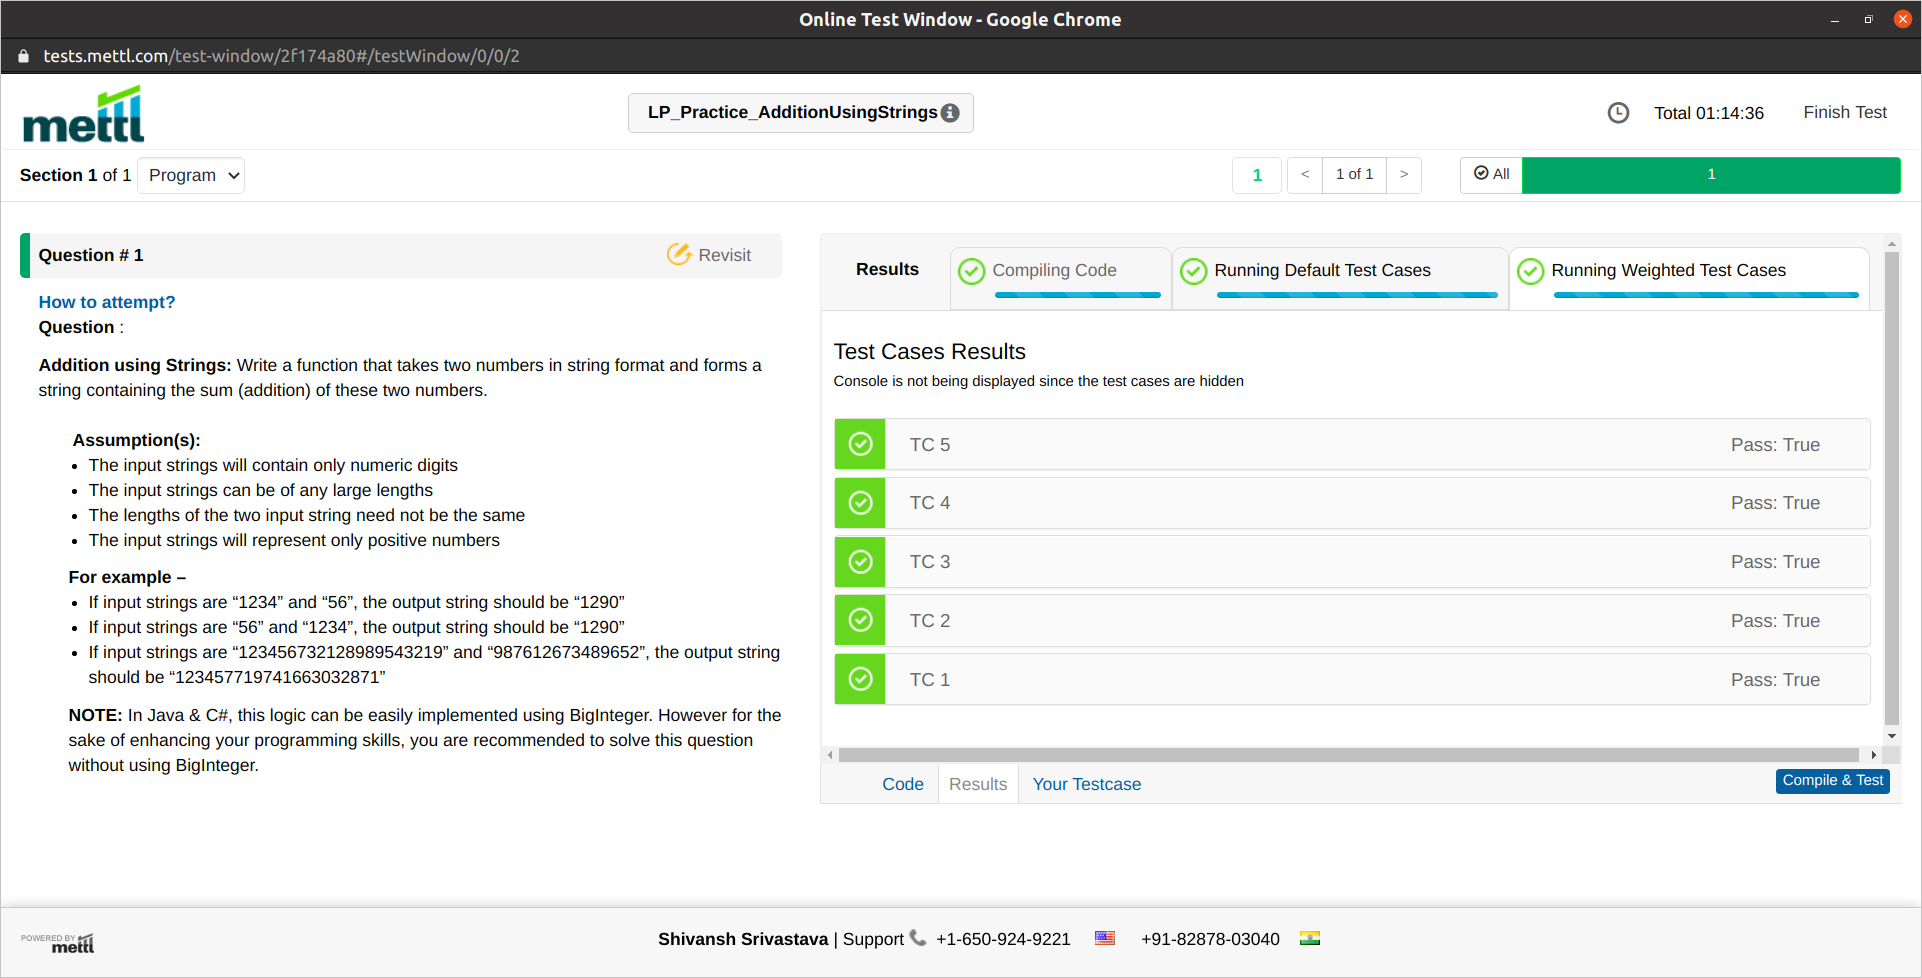 Online Test Window - Google Chrome
tests.mettl.com/test-window/2f174a80#/testWindow/0/0/2
mettl
LP_Practice_AdditionUsingStrings
Total 01:14:36
Finish Test
Section 1 of 1
Program
1
<
1 of 1
>
All
1
Question # 1
Revisit
How to attempt?
Question :
Addition using Strings: Write a function that takes two numbers in string format and forms a
string containing the sum (addition) of these two numbers.
Assumption(s):
• The input strings will contain only numeric digits
• The input strings can be of any large lengths
• The lengths of the two input string need not be the same
• The input strings will represent only positive numbers
For example –
• If input strings are “1234” and “56”, the output string should be “1290”
• If input strings are “56” and “1234”, the output string should be “1290”
• If input strings are “123456732128989543219” and “987612673489652”, the output string
should be “123457719741663032871”
NOTE: In Java & C#, this logic can be easily implemented using BigInteger. However for the
sake of enhancing your programming skills, you are recommended to solve this question
without using BigInteger.
Results
Compiling Code
Running Default Test Cases
Running Weighted Test Cases
Test Cases Results
Console is not being displayed since the test cases are hidden
TC 5
Pass: True
TC 4
Pass: True
TC 3
Pass: True
TC 2
Pass: True
TC 1
Pass: True
Code
Results
Your Testcase
Compile & Test
POWERED BY
mettl
Shivansh Srivastava | Support +1-650-924-9221
+91-82878-03040